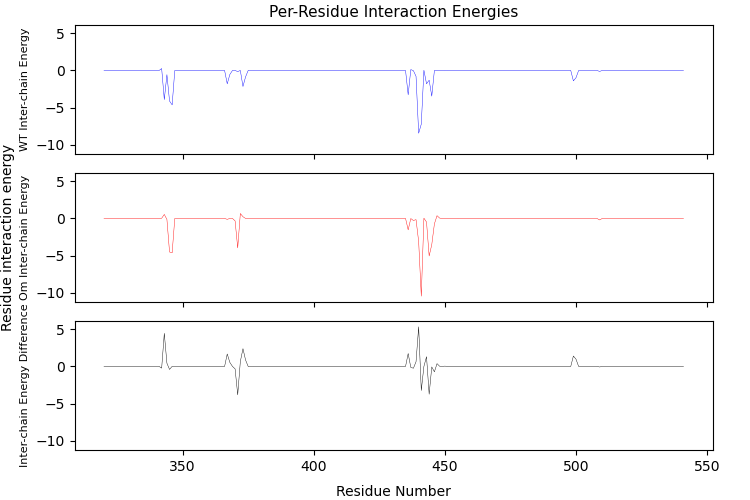 Per-Residue Interaction Energies
WT Inter-chain Energy
5
0
−5
−10
Residue interaction energy
Om Inter-chain Energy
5
0
−5
−10
Inter-chain Energy Difference
5
0
−5
−10
350
400
450
500
550
Residue Number